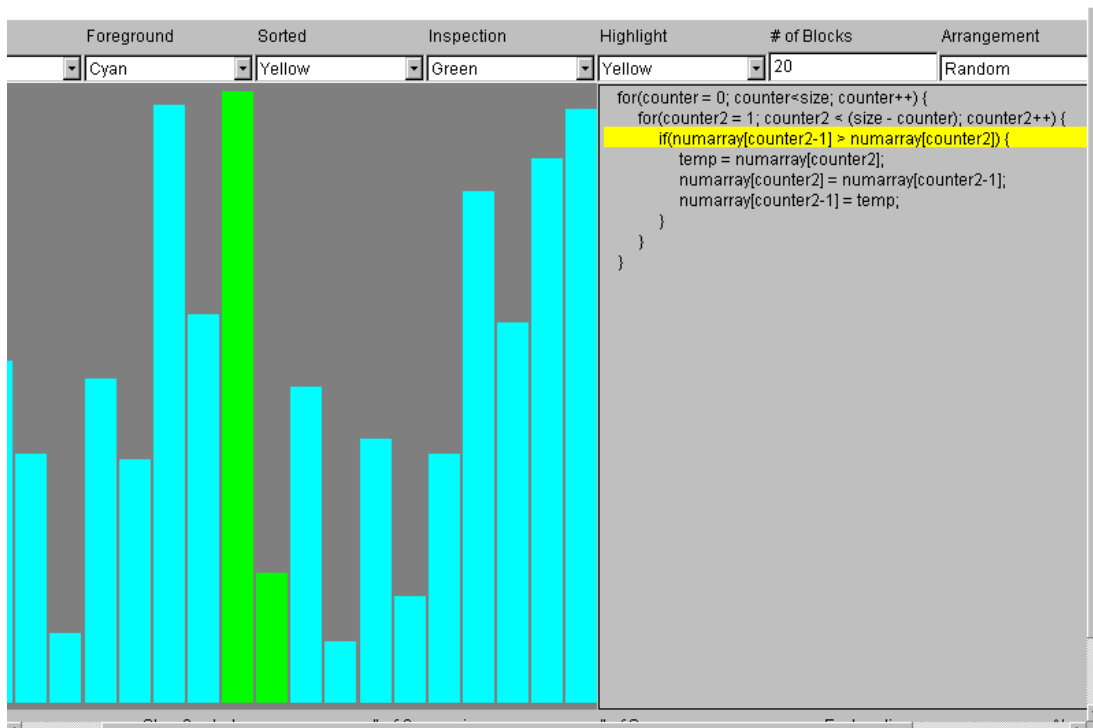 Foreground Sorted Inspection Highlight # of Blocks Arrangement
Cyan Yellow Green Yellow 20 Random
for(counter = 0; counter<size; counter++) {
for(counter2 = 1; counter2 < (size - counter); counter2++) {
if(numarray[counter2-1] > numarray[counter2]) {
temp = numarray[counter2];
numarray[counter2] = numarray[counter2-1];
numarray[counter2-1] = temp;
}
}
}